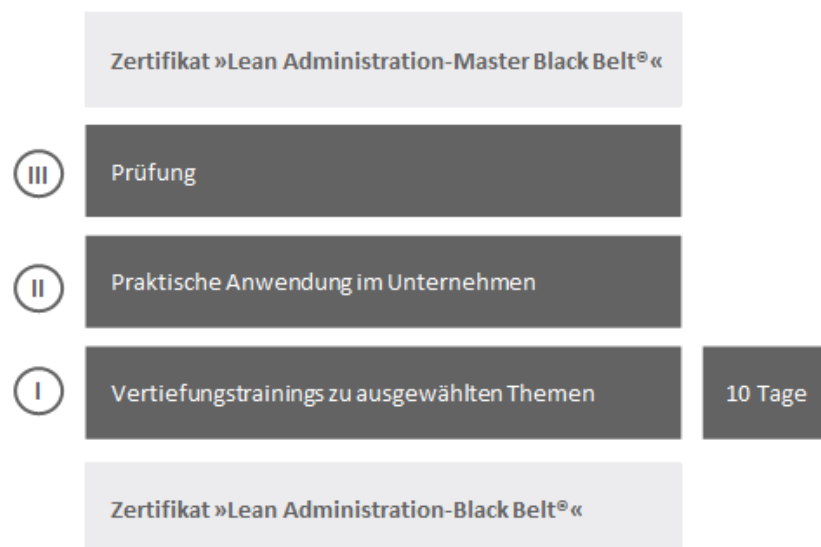 Zertifikat »Lean Administration-Master Black Belt®«
III
Prüfung
II
Praktische Anwendung im Unternehmen
I
Vertiefungstrainings zu ausgewählten Themen
10 Tage
Zertifikat »Lean Administration-Black Belt®«